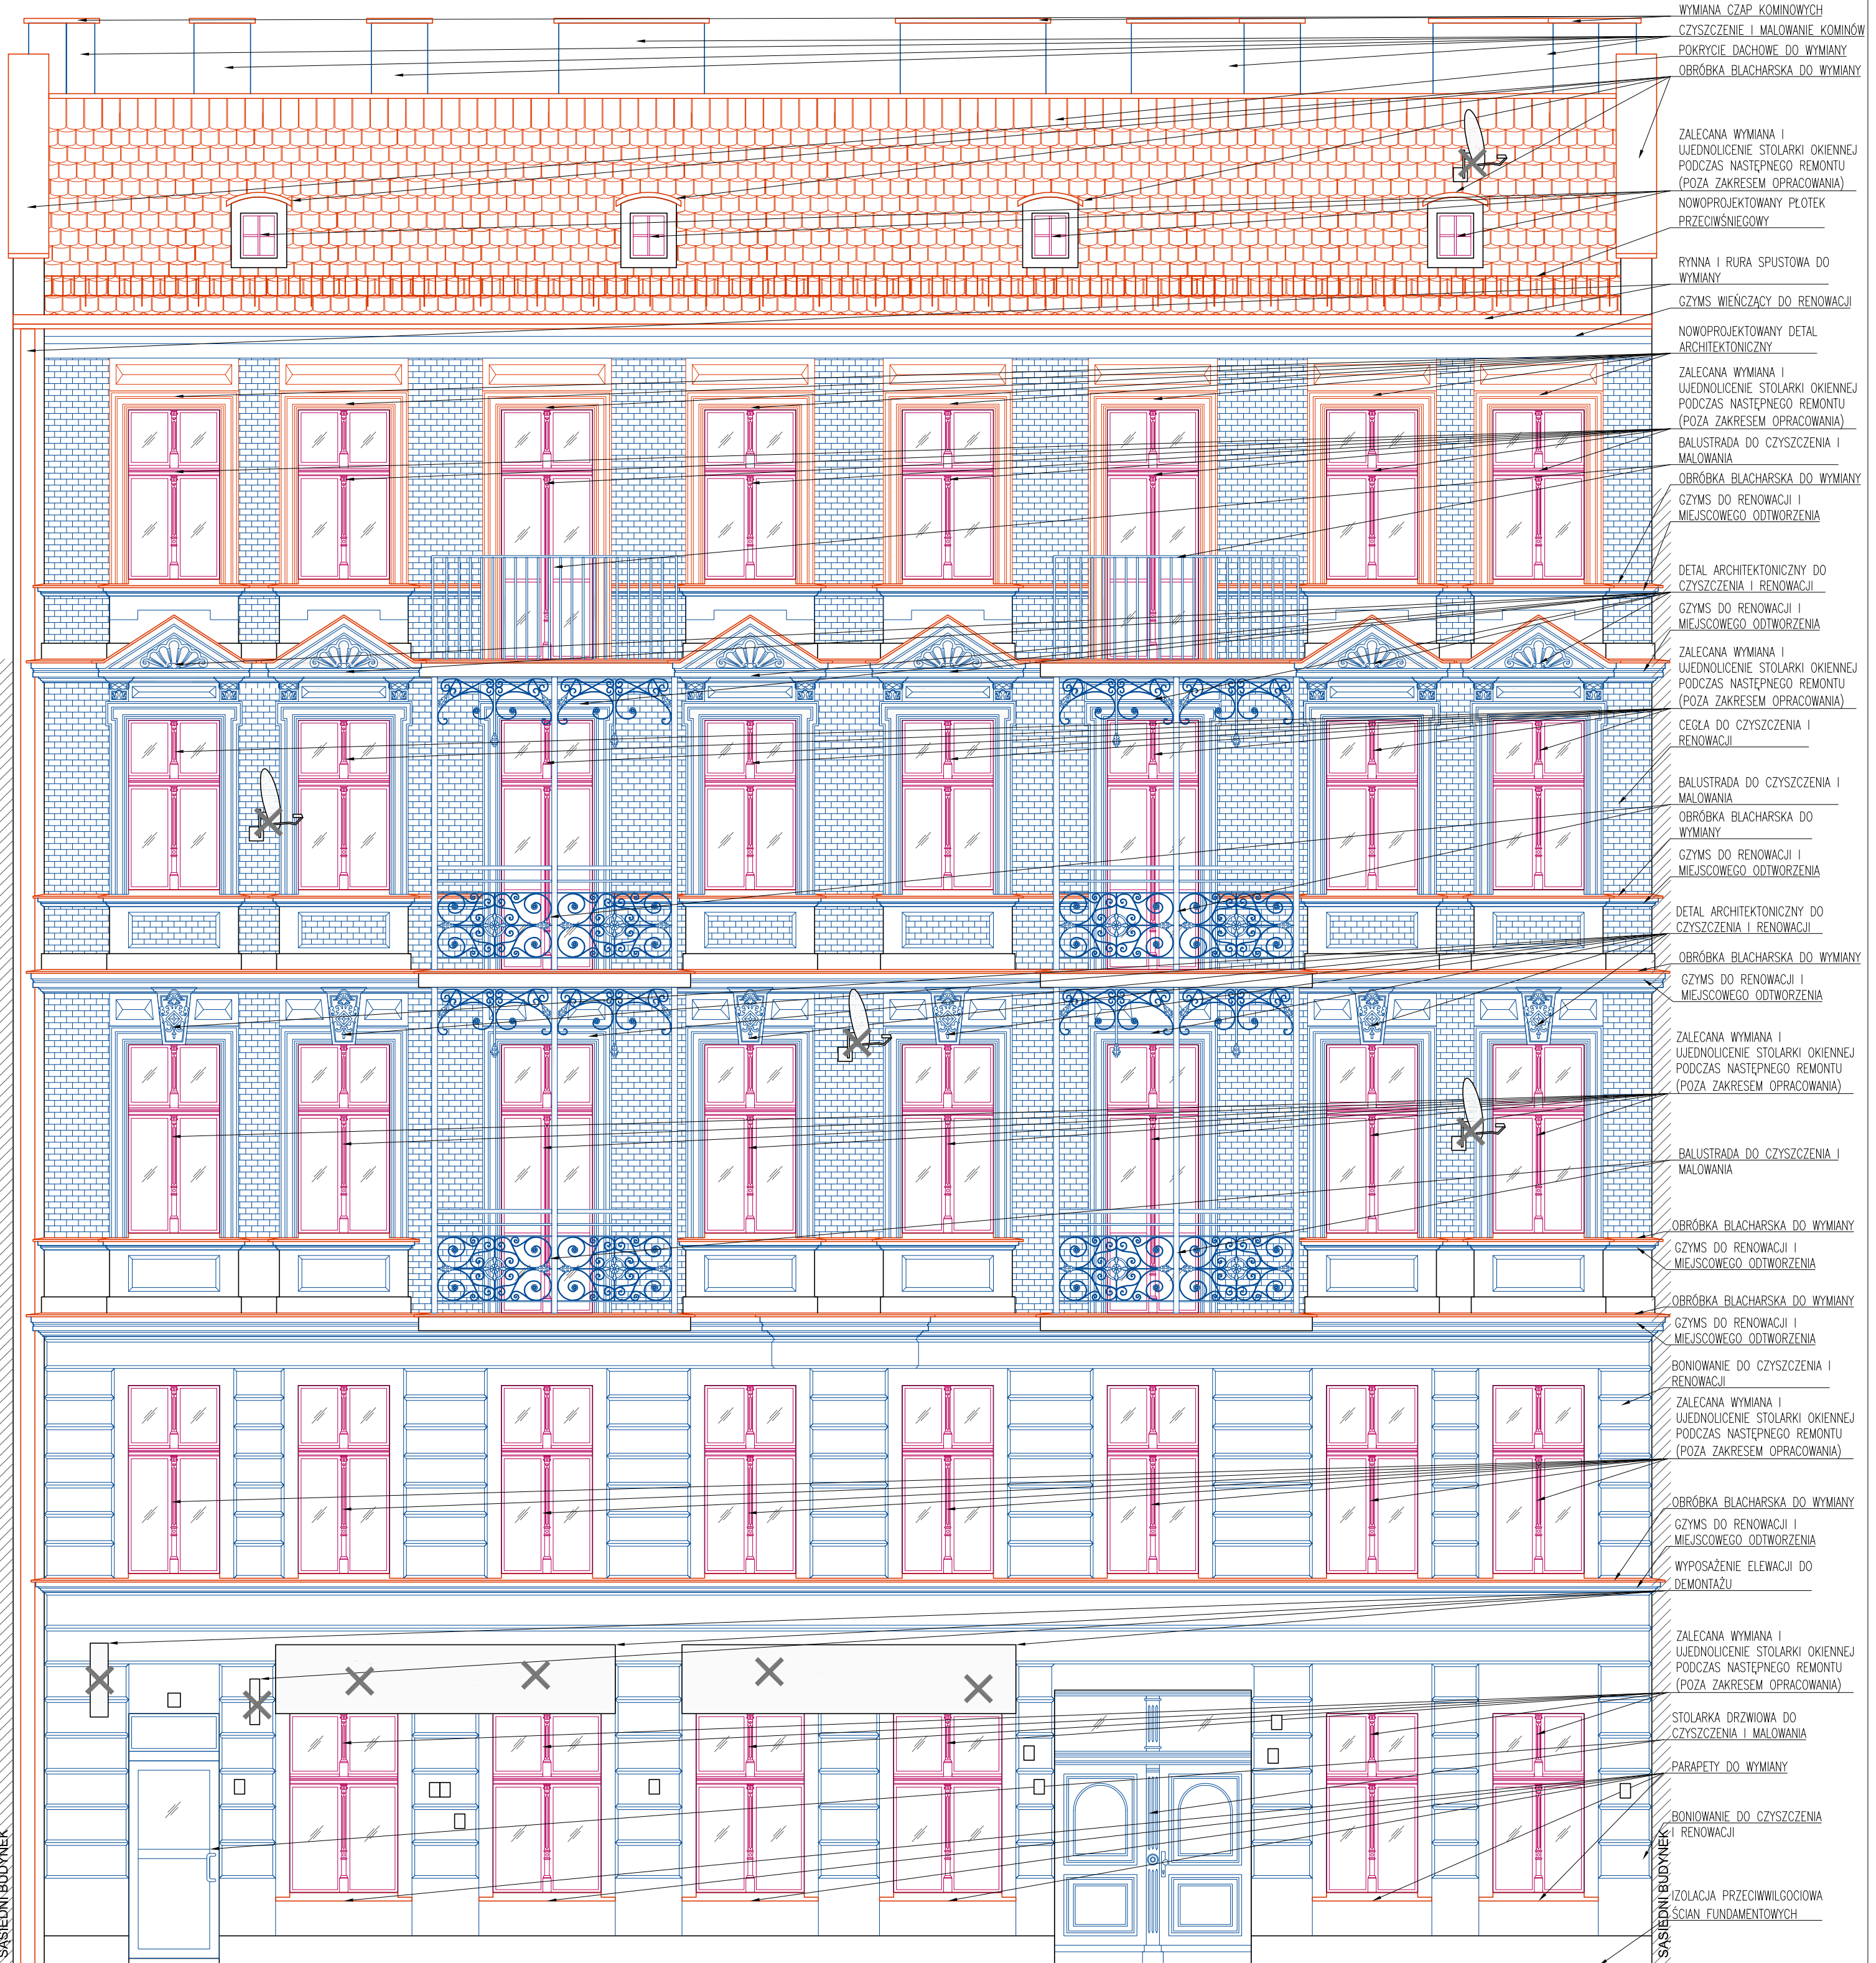 WYMIANA CZAP KOMINOWYCH
CZYSZCZENIE I MALOWANIE KOMINÓW
POKRYCIE DACHOWE DO WYMIANY
OBRÓBKA BLACHARSKA DO WYMIANY
ZALECANA WYMIANA I
UJEDNOLICENIE STOLARKI OKIENNEJ
PODCZAS NASTĘPNEGO REMONTU
(POZA ZAKRESEM OPRACOWANIA)
NOWOPROJEKTOWANY PŁOTEK
PRZECIWŚNIEGOWY
RYNNA I RURA SPUSTOWA DO
WYMIANY
GZYMS WIEŃCZĄCY DO RENOWACJI
NOWOPROJEKTOWANY DETAL
ARCHITEKTONICZNY
ZALECANA WYMIANA I
UJEDNOLICENIE STOLARKI OKIENNEJ
PODCZAS NASTĘPNEGO REMONTU
(POZA ZAKRESEM OPRACOWANIA)
BALUSTRADA DO CZYSZCZENIA I
MALOWANIA
OBRÓBKA BLACHARSKA DO WYMIANY
GZYMS DO RENOWACJI I
MIEJSCOWEGO ODTWORZENIA
DETAL ARCHITEKTONICZNY DO
CZYSZCZENIA I RENOWACJI
GZYMS DO RENOWACJI I
MIEJSCOWEGO ODTWORZENIA
ZALECANA WYMIANA I
UJEDNOLICENIE STOLARKI OKIENNEJ
PODCZAS NASTĘPNEGO REMONTU
(POZA ZAKRESEM OPRACOWANIA)
CEGŁA DO CZYSZCZENIA I
RENOWACJI
BALUSTRADA DO CZYSZCZENIA I
MALOWANIA
OBRÓBKA BLACHARSKA DO
WYMIANY
GZYMS DO RENOWACJI I
MIEJSCOWEGO ODTWORZENIA
DETAL ARCHITEKTONICZNY DO
CZYSZCZENIA I RENOWACJI
OBRÓBKA BLACHARSKA DO WYMIANY
GZYMS DO RENOWACJI I
MIEJSCOWEGO ODTWORZENIA
ZALECANA WYMIANA I
UJEDNOLICENIE STOLARKI OKIENNEJ
PODCZAS NASTĘPNEGO REMONTU
(POZA ZAKRESEM OPRACOWANIA)
BALUSTRADA DO CZYSZCZENIA I
MALOWANIA
OBRÓBKA BLACHARSKA DO WYMIANY
GZYMS DO RENOWACJI I
MIEJSCOWEGO ODTWORZENIA
OBRÓBKA BLACHARSKA DO WYMIANY
GZYMS DO RENOWACJI I
MIEJSCOWEGO ODTWORZENIA
BONIOWANIE DO CZYSZCZENIA I
RENOWACJI
ZALECANA WYMIANA I
UJEDNOLICENIE STOLARKI OKIENNEJ
PODCZAS NASTĘPNEGO REMONTU
(POZA ZAKRESEM OPRACOWANIA)
OBRÓBKA BLACHARSKA DO WYMIANY
GZYMS DO RENOWACJI I
MIEJSCOWEGO ODTWORZENIA
WYPOSAŻENIE ELEWACJI DO
DEMONTAŻU
ZALECANA WYMIANA I
UJEDNOLICENIE STOLARKI OKIENNEJ
PODCZAS NASTĘPNEGO REMONTU
(POZA ZAKRESEM OPRACOWANIA)
STOLARKA DRZWIOWA DO
CZYSZCZENIA I MALOWANIA
PARAPETY DO WYMIANY
BONIOWANIE DO CZYSZCZENIA
I RENOWACJI
IZOLACJA PRZECIWWILGOCIOWA
ŚCIAN FUNDAMENTOWYCH
SĄSIEDNI BUDYNEK
SĄSIEDNI BUDYNEK